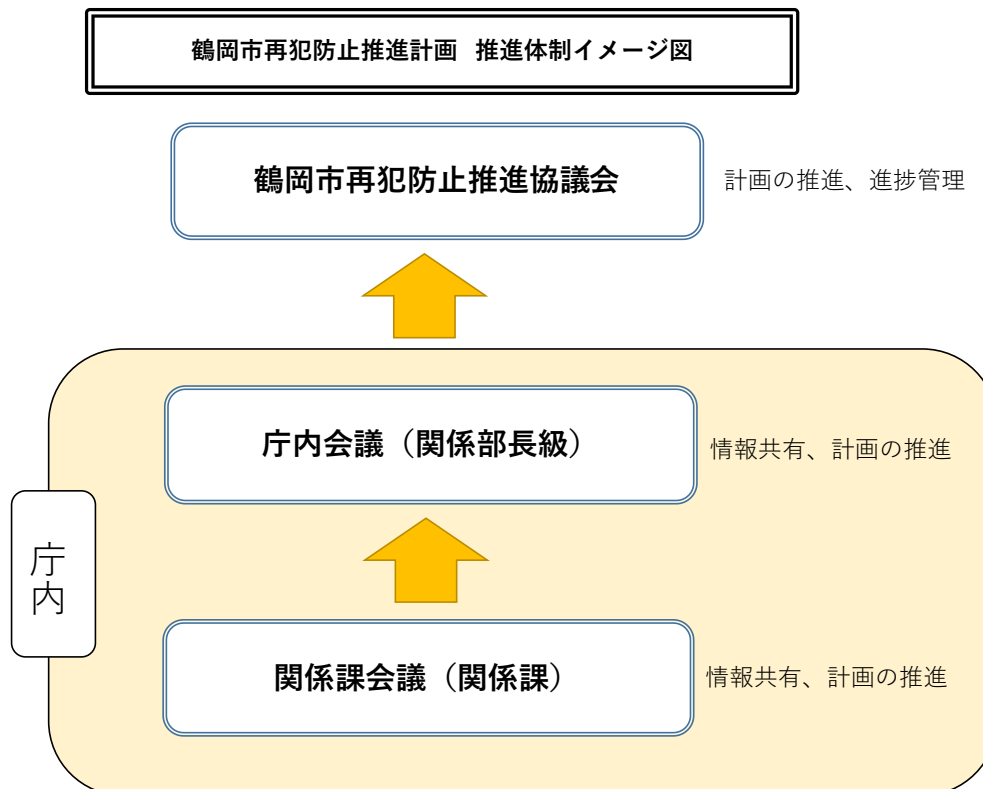 鶴岡市再犯防止推進計画 推進体制イメージ図
鶴岡市再犯防止推進協議会
計画の推進、進捗管理
庁内会議（関係部長級）
情報共有、計画の推進
庁内
関係課会議（関係課）
情報共有、計画の推進